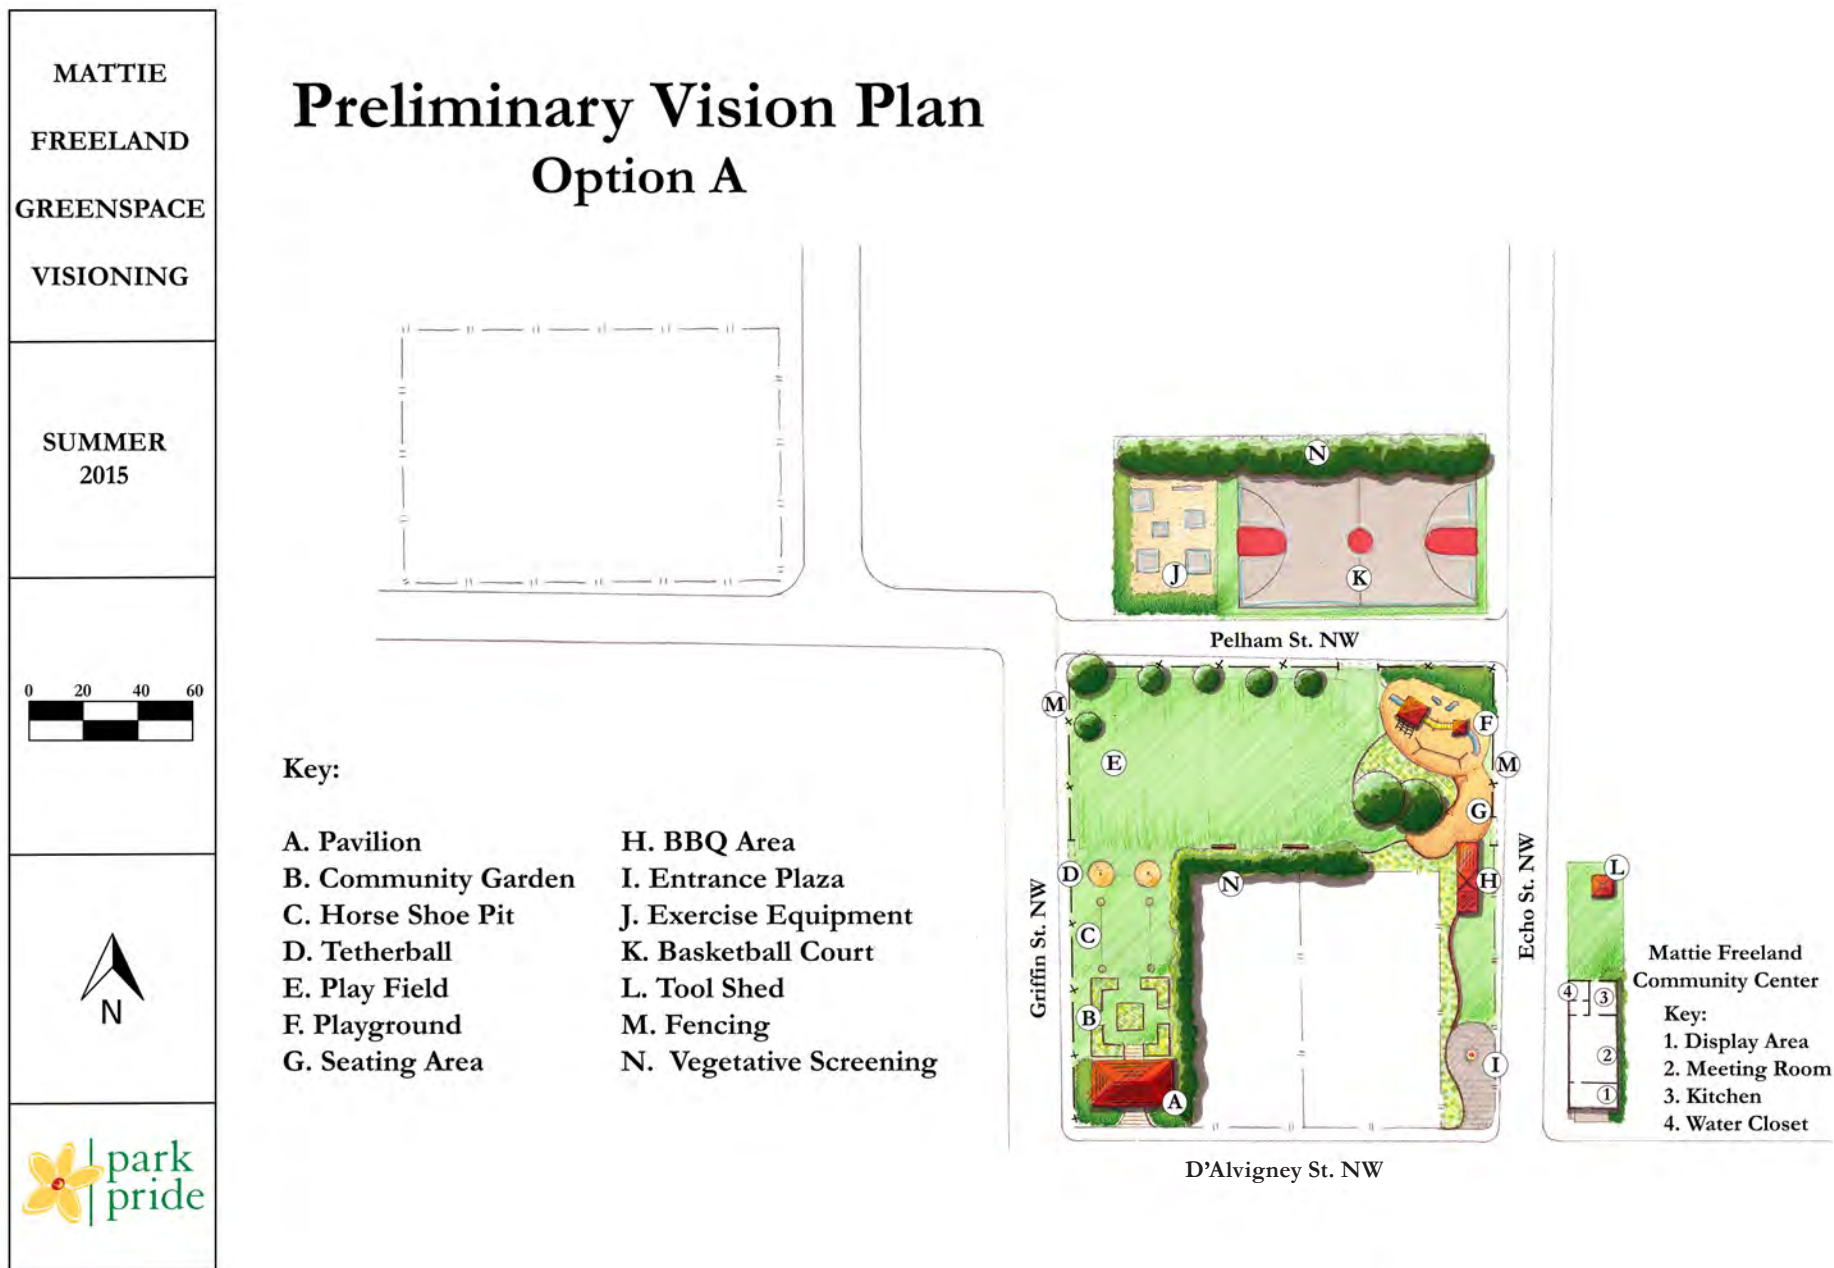 MATTIE
FREELAND
GREENSPACE
VISIONING
SUMMER
2015
0 20 40 60
N
park
pride
Preliminary Vision Plan
Option A
Key:
A. Pavilion
B. Community Garden
C. Horse Shoe Pit
D. Tetherball
E. Play Field
F. Playground
G. Seating Area
H. BBQ Area
I. Entrance Plaza
J. Exercise Equipment
K. Basketball Court
L. Tool Shed
M. Fencing
N. Vegetative Screening
N
J
K
Pelham St. NW
M
F
E
M
G
D
N
H
L
C
B
I
A
Griffin St. NW
Echo St. NW
D'Alvigney St. NW
4
3
2
1
Mattie Freeland
Community Center
Key:
1. Display Area
2. Meeting Room
3. Kitchen
4. Water Closet